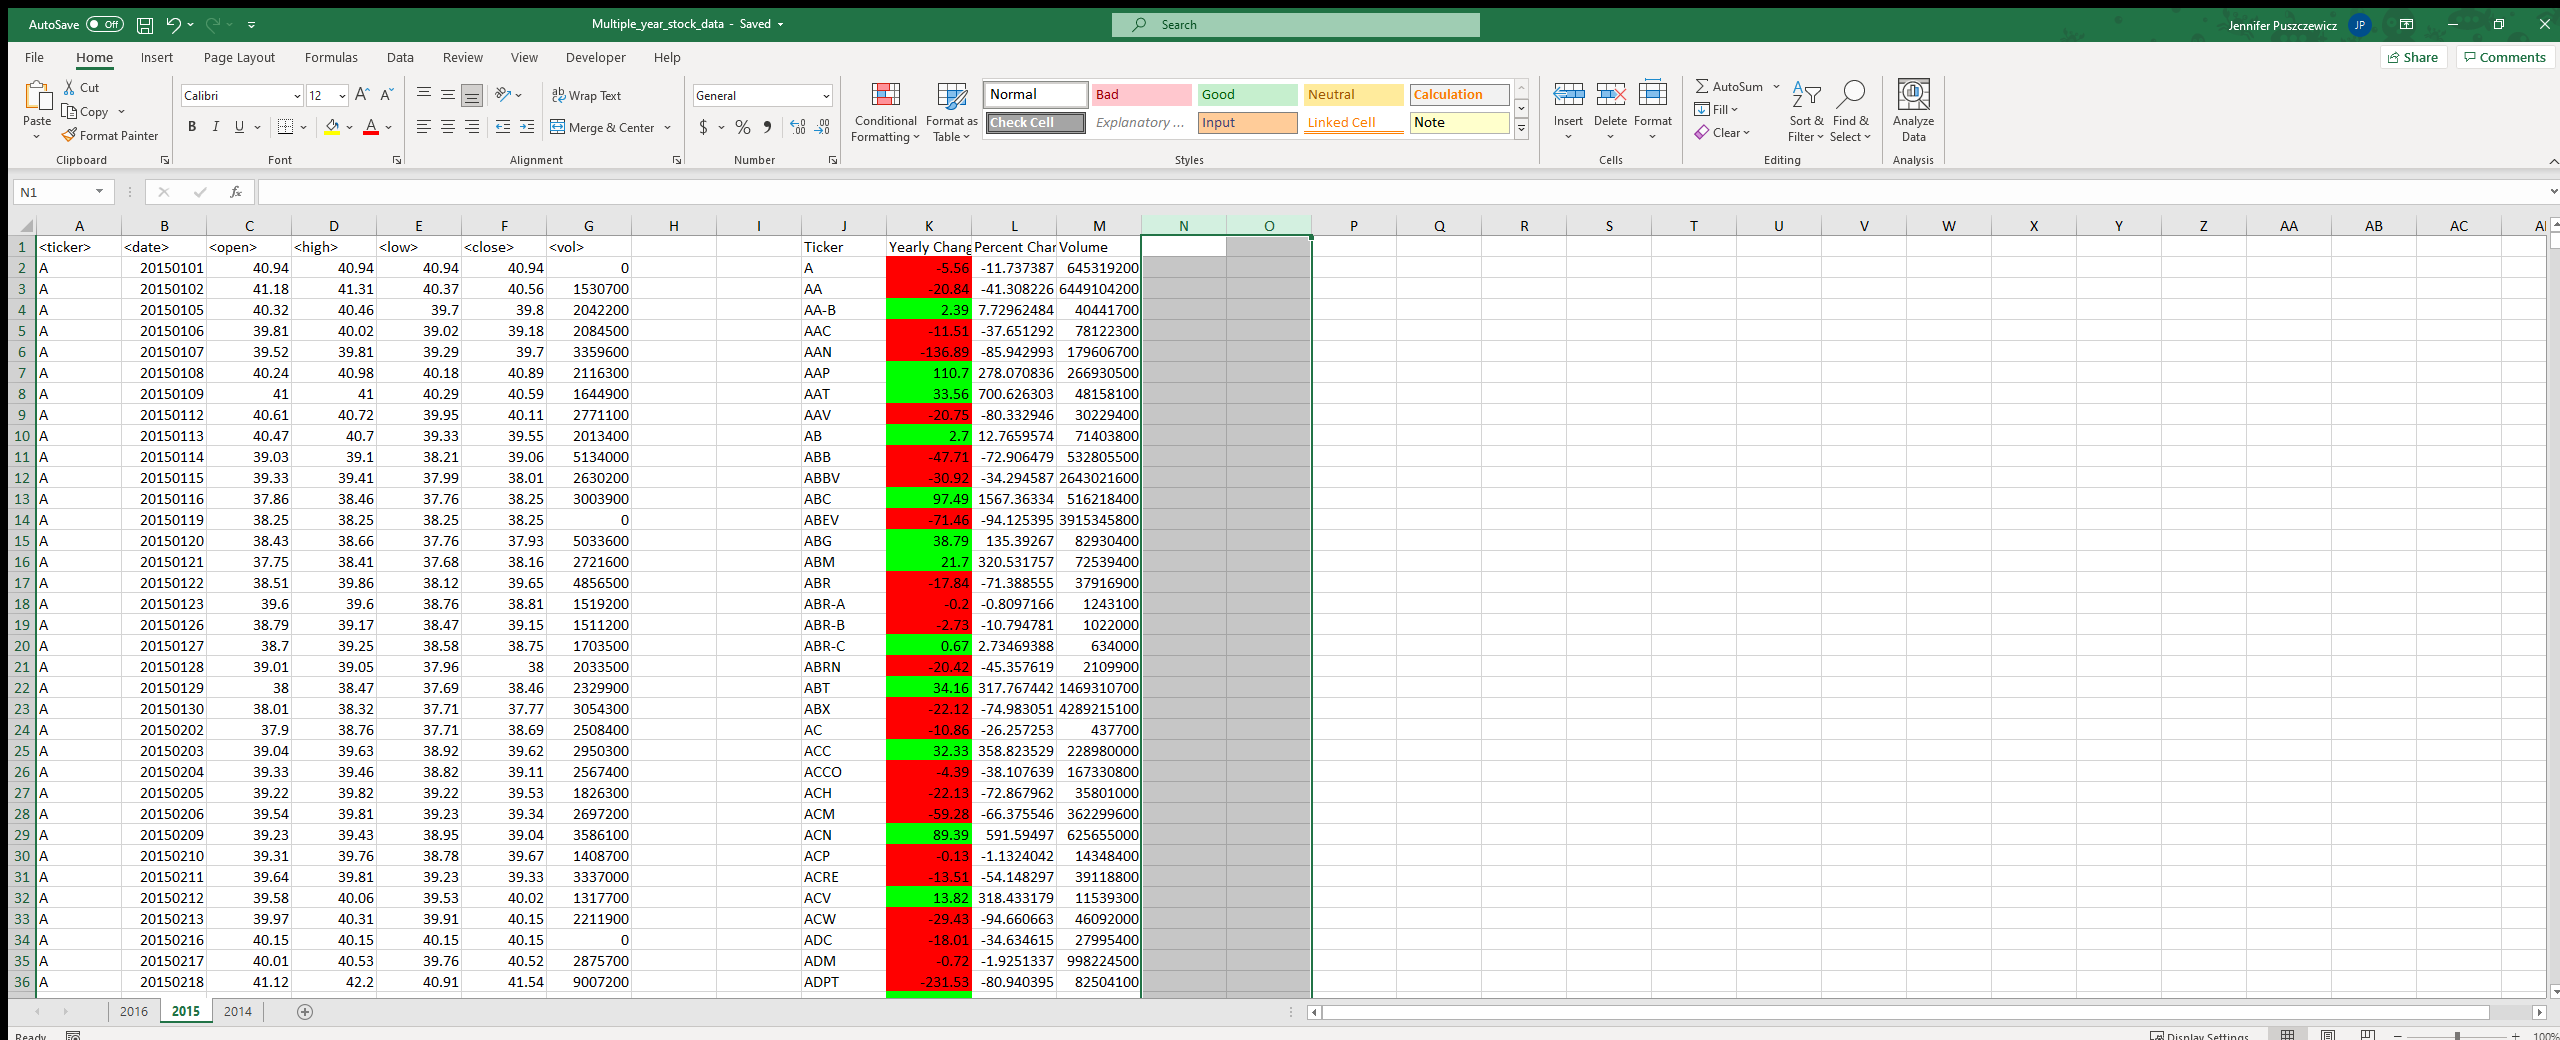 AutoSave Off Multiple_year_stock_data - Saved Search Jennifer Puszczewicz JP
File Home Insert Page Layout Formulas Data Review View Developer Help Share Comments
Paste Cut Copy Format Painter Clipboard
Calibri 12 A A B I U A Font
ab Wrap Text Merge & Center Alignment
General $ % Number
Conditional Formatting Format as Table
Normal Bad Good Neutral Calculation
Check Cell Explanatory ... Input Linked Cell Note
Styles
Insert Delete Format Cells
AutoSum Fill Clear Sort & Filter Find & Select Editing
Analyze Data Analysis
N1 fx
A B C D E F G H I J K L M N O P Q R S T U V W X Y Z AA AB AC
1 <ticker> <date> <open> <high> <low> <close> <vol> Ticker Yearly Chang Percent Char Volume
2 A 20150101 40.94 40.94 40.94 40.94 0 A -5.56 -11.737387 645319200
3 A 20150102 41.18 41.31 40.37 40.56 1530700 AA -20.84 -41.308226 6449104200
4 A 20150105 40.32 40.46 39.7 39.8 2042200 AA-B 2.39 7.72962484 40441700
5 A 20150106 39.81 40.02 39.02 39.18 2084500 AAC -11.51 -37.651292 78122300
6 A 20150107 39.52 39.81 39.29 39.7 3359600 AAN -136.89 -85.942993 179606700
7 A 20150108 40.24 40.98 40.18 40.89 2116300 AAP 110.7 278.070836 266930500
8 A 20150109 41 41 40.29 40.59 1644900 AAT 33.56 700.626303 48158100
9 A 20150112 40.61 40.72 39.95 40.11 2771100 AAV -20.75 -80.332946 30229400
10 A 20150113 40.47 40.7 39.33 39.55 2013400 AB 2.7 12.7659574 71403800
11 A 20150114 39.03 39.1 38.21 39.06 5134000 ABB -47.71 -72.906479 532805500
12 A 20150115 39.33 39.41 37.99 38.01 2630200 ABBV -30.92 -34.294587 2643021600
13 A 20150116 37.86 38.46 37.76 38.25 3003900 ABC 97.49 1567.36334 516218400
14 A 20150119 38.25 38.25 38.25 38.25 0 ABEV -71.46 -94.125395 3915345800
15 A 20150120 38.43 38.66 37.76 37.93 5033600 ABG 38.79 135.39267 82930400
16 A 20150121 37.75 38.41 37.68 38.16 2721600 ABM 21.7 320.531757 72539400
17 A 20150122 38.51 39.86 38.12 39.65 4856500 ABR -17.84 -71.388555 37916900
18 A 20150123 39.6 39.6 38.76 38.81 1519200 ABR-A -0.2 -0.8097166 1243100
19 A 20150126 38.79 39.17 38.47 39.15 1511200 ABR-B -2.73 -10.794781 1022000
20 A 20150127 38.7 39.25 38.58 38.75 1703500 ABR-C 0.67 2.73469388 634000
21 A 20150128 39.01 39.05 37.96 38 2033500 ABRN -20.42 -45.357619 2109900
22 A 20150129 38 38.47 37.69 38.46 2329900 ABT 34.16 317.767442 1469310700
23 A 20150130 38.01 38.32 37.71 37.77 3054300 ABX -22.12 -74.983051 4289215100
24 A 20150202 37.9 38.76 37.71 38.69 2508400 AC -10.86 -26.257253 437700
25 A 20150203 39.04 39.63 38.92 39.62 2950300 ACC 32.33 358.823529 228980000
26 A 20150204 39.33 39.46 38.82 39.11 2567400 ACCO -4.39 -38.107639 167330800
27 A 20150205 39.22 39.82 39.22 39.53 1826300 ACH -22.13 -72.867962 35801000
28 A 20150206 39.54 39.81 39.23 39.34 2697200 ACM -59.28 -66.375546 362299600
29 A 20150209 39.23 39.43 38.95 39.04 3586100 ACN 89.39 591.59497 625655000
30 A 20150210 39.31 39.76 38.78 39.67 1408700 ACP -0.13 -1.1324042 14348400
31 A 20150211 39.64 39.81 39.23 39.33 3337000 ACRE -13.51 -54.148297 39118800
32 A 20150212 39.58 40.06 39.53 40.02 1317700 ACV 13.82 318.433179 11539300
33 A 20150213 39.97 40.31 39.91 40.15 2211900 ACW -29.43 -94.660663 46092000
34 A 20150216 40.15 40.15 40.15 40.15 0 ADC -18.01 -34.634615 27995400
35 A 20150217 40.01 40.53 39.76 40.52 2875700 ADM -0.72 -1.9251337 998224500
36 A 20150218 41.12 42.2 40.91 41.54 9007200 ADPT -231.53 -80.940395 82504100
2016 2015 2014
Ready Display Settings 100%